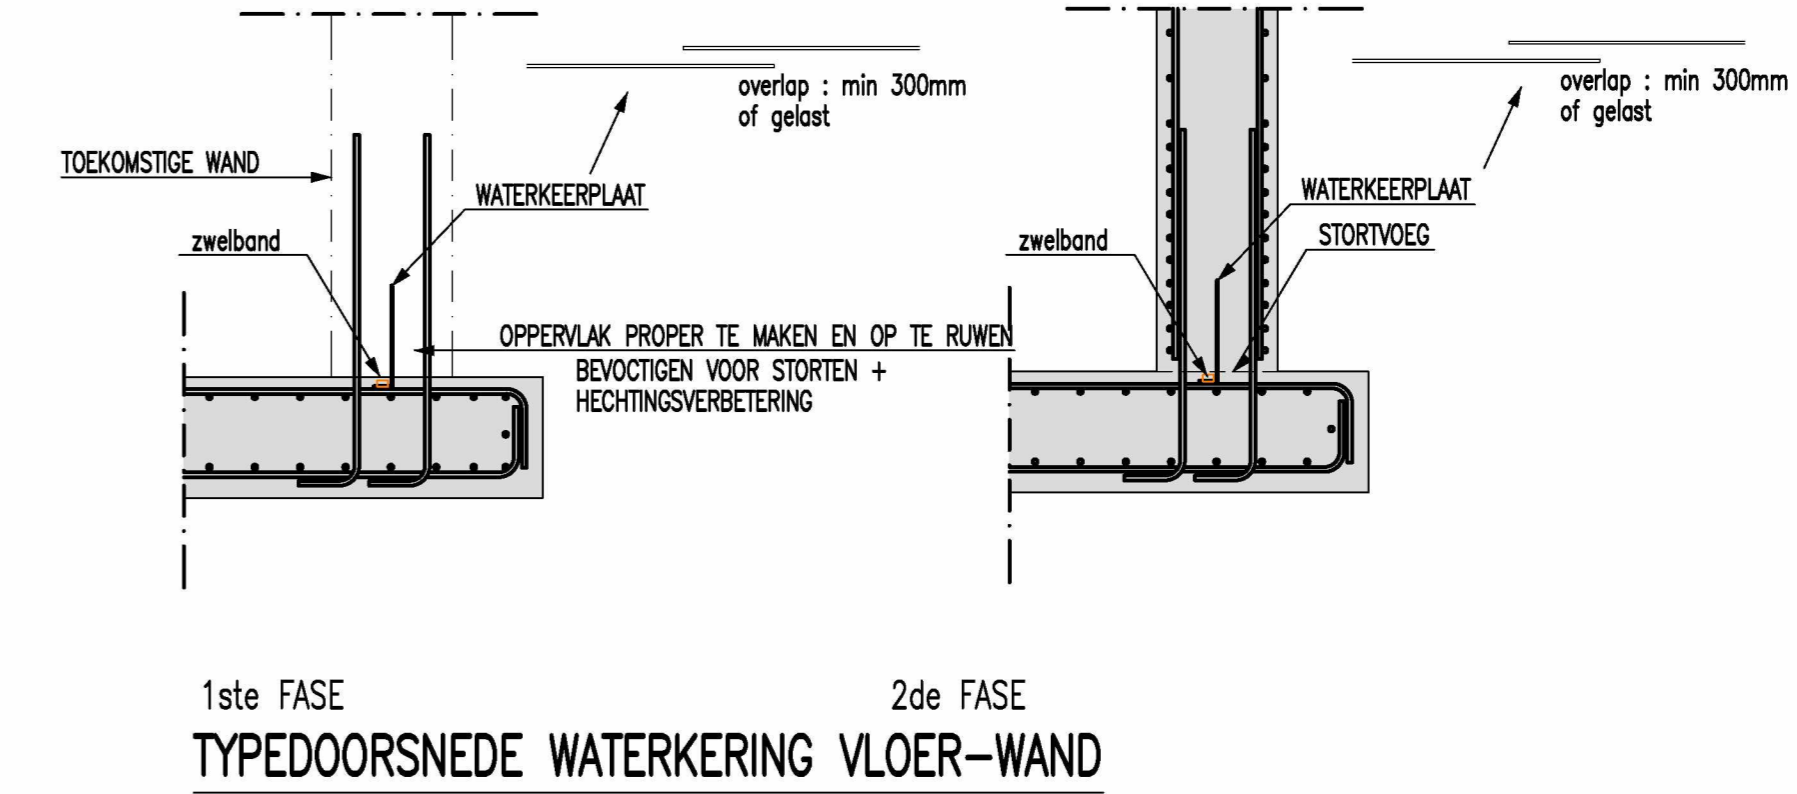 overlap : min 300mm
of gelast
TOEKOMSTIGE WAND
WATERKEERPLAAT
zwelband
OPPERVLAK PROPER TE MAKEN EN OP TE RUWEN
BEVOCTIGEN VOOR STORTEN +
HECHTINGSVERBETERING
overlap : min 300mm
of gelast
WATERKEERPLAAT
STORTVOEG
zwelband
1ste FASE
2de FASE
TYPEDOORSNEDE WATERKERING VLOER-WAND